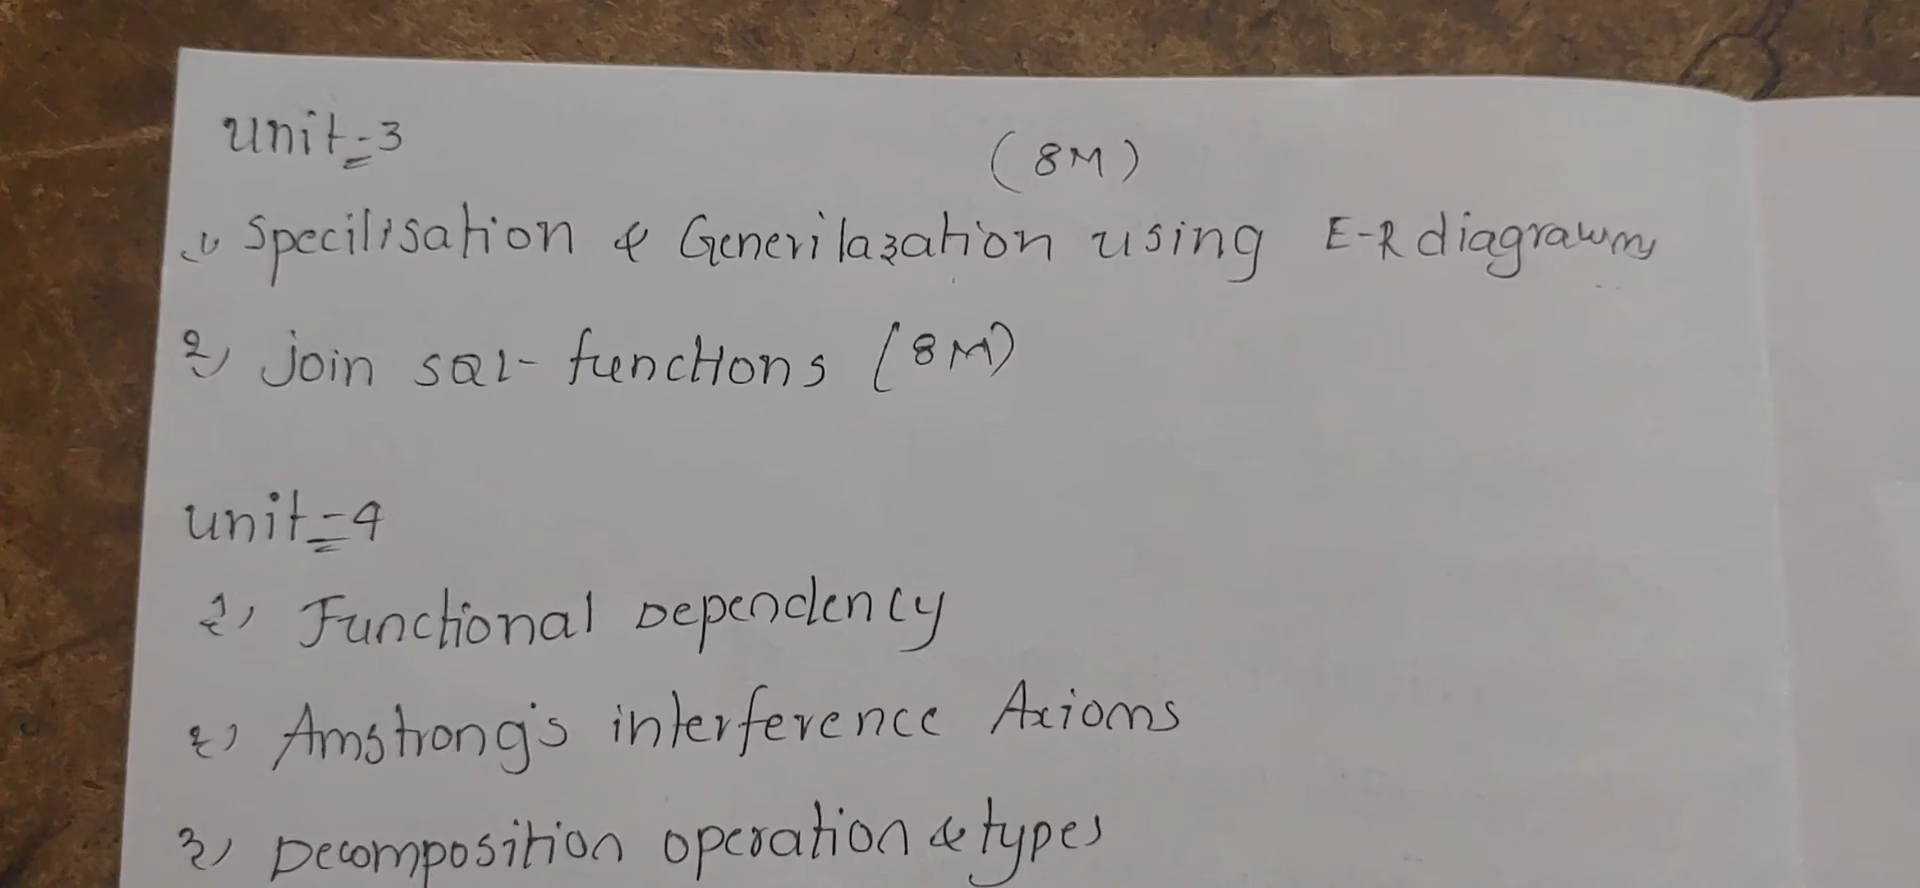 unit-3
(8M)
1) Specilisation & Generilazation using E-R diagrams
2) join SQL- functions (8M)
unit-4
1) Functional Dependency
2) Amstrong's interference Axioms
3) Decomposition operation & types